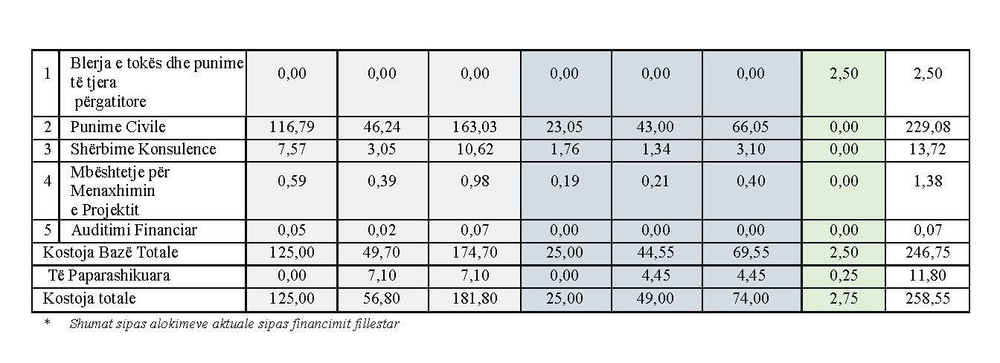 1 Blerja e tokës dhe punime të tjera përgatitore 0,00 0,00 0,00 0,00 0,00 0,00 2,50 2,50
2 Punime Civile 116,79 46,24 163,03 23,05 43,00 66,05 0,00 229,08
3 Shërbime Konsulence 7,57 3,05 10,62 1,76 1,34 3,10 0,00 13,72
4 Mbështetje për Menaxhimin e Projektit 0,59 0,39 0,98 0,19 0,21 0,40 0,00 1,38
5 Auditimi Financiar 0,05 0,02 0,07 0,00 0,00 0,00 0,00 0,07
Kostoja Bazë Totale 125,00 49,70 174,70 25,00 44,55 69,55 2,50 246,75
Të Paparashikuara 0,00 7,10 7,10 0,00 4,45 4,45 0,25 11,80
Kostoja totale 125,00 56,80 181,80 25,00 49,00 74,00 2,75 258,55
* Shumat sipas alokimeve aktuale sipas financimit fillestar